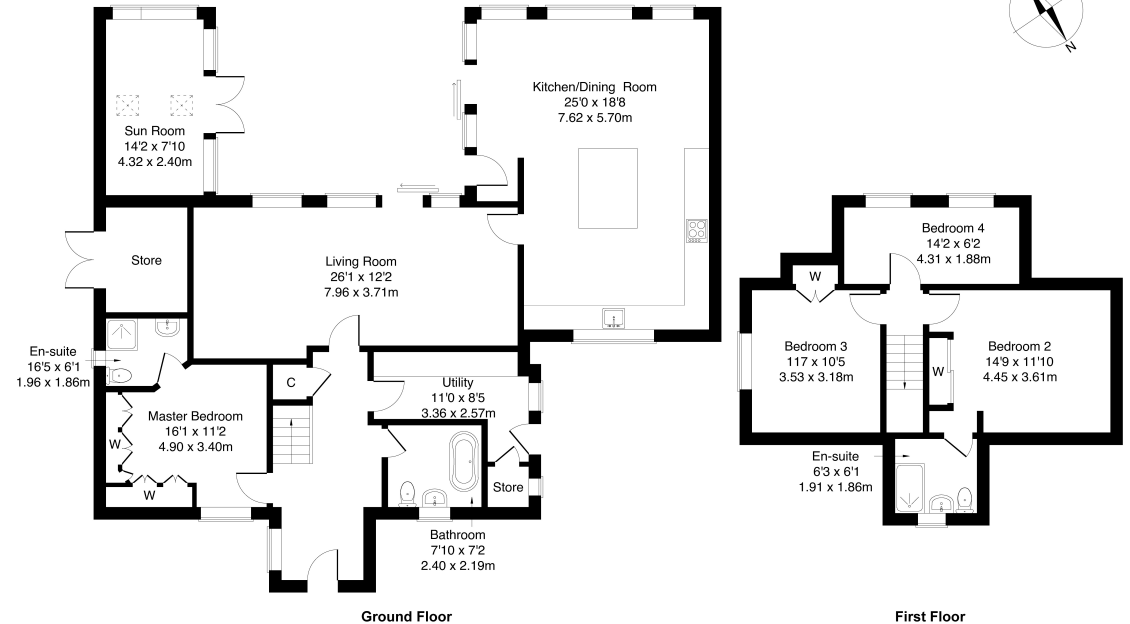 N
Kitchen/Dining Room
25'0 x 18'8
7.62 x 5.70m
Sun Room
14'2 x 7'10
4.32 x 2.40m
Store
Living Room
26'1 x 12'2
7.96 x 3.71m
En-suite
16'5 x 6'1
1.96 x 1.86m
C
Utility
11'0 x 8'5
3.36 x 2.57m
Master Bedroom
16'1 x 11'2
4.90 x 3.40m
W
W
Store
Bathroom
7'10 x 7'2
2.40 x 2.19m
Ground Floor
Bedroom 4
14'2 x 6'2
4.31 x 1.88m
W
Bedroom 3
117 x 10'5
3.53 x 3.18m
W
Bedroom 2
14'9 x 11'10
4.45 x 3.61m
En-suite
6'3 x 6'1
1.91 x 1.86m
First Floor